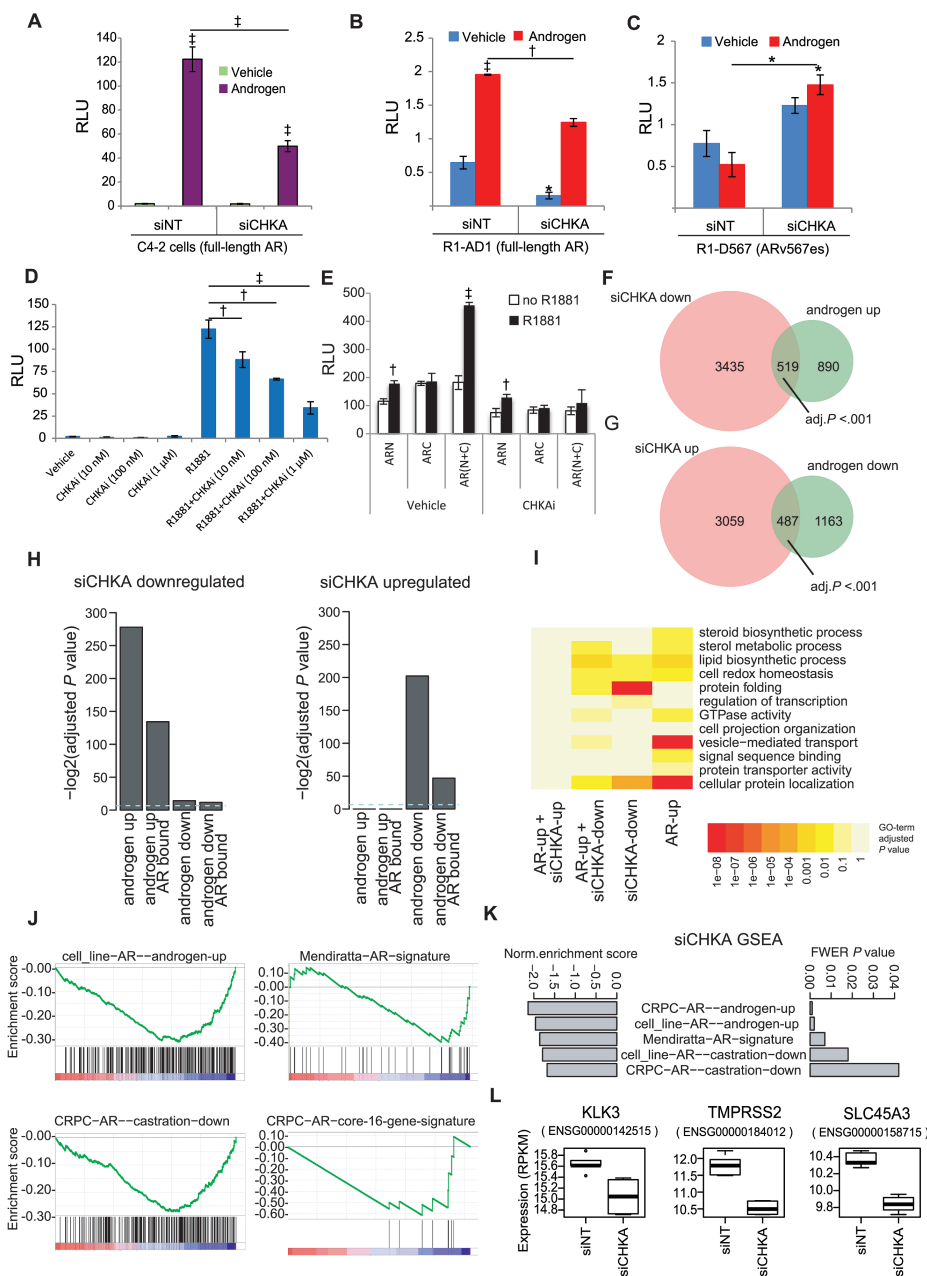 A
RLU
140
120
100
80
60
40
20
0
‡
‡
‡
Vehicle
Androgen
siNT
siCHKA
C4-2 cells (full-length AR)
B
RLU
2.5
2
1.5
1
0.5
Vehicle
Androgen
†
‡
*
siNT
siCHKA
R1-AD1 (full-length AR)
C
RLU
2
1.5
1
0.5
Vehicle
Androgen
*
*
siNT
siCHKA
R1-D567 (ARv567es)
D
RLU
150
125
100
75
50
25
0
‡
†
†
Vehicle
CHKAi (10 nM)
CHKAi (100 nM)
CHKAi (1 µM)
R1881
R1881+CHKAi (10 nM)
R1881+CHKAi (100 nM)
R1881+CHKAi (1 µM)
E
RLU
500
400
300
200
100
0
no R1881
R1881
†
‡
†
ARN
ARC
AR(N+C)
ARN
ARC
AR(N+C)
Vehicle
CHKAi
F
siCHKA down
androgen up
3435
519
890
adj.P <.001
G
siCHKA up
androgen down
3059
487
1163
adj.P <.001
H
siCHKA downregulated
−log2(adjusted P value)
300
250
200
150
100
50
0
androgen up
androgen up
AR bound
androgen down
androgen down
AR bound
siCHKA upregulated
−log2(adjusted P value)
300
250
200
150
100
50
0
androgen up
androgen up
AR bound
androgen down
androgen down
AR bound
I
steroid biosynthetic process
sterol metabolic process
lipid biosynthetic process
cell redox homeostasis
protein folding
regulation of transcription
GTPase activity
cell projection organization
vesicle−mediated transport
signal sequence binding
protein transporter activity
cellular protein localization
AR-up +
siCHKA-up
AR-up +
siCHKA-down
siCHKA-down
AR-up
GO-term
adjusted
P value
1e−08
1e−07
1e−06
1e−05
1e−04
0.001
0.01
0.1
1
J
cell_line−AR−−androgen−up
Enrichment score
-0.00
-0.10
-0.20
-0.30
Mendiratta−AR−signature
0.10
-0.00
-0.10
-0.20
-0.30
-0.40
CRPC−AR−−castration−down
Enrichment score
-0.00
-0.10
-0.20
-0.30
CRPC−AR−core−16−gene−signature
0.10
-0.00
-0.10
-0.20
-0.30
-0.40
-0.50
-0.60
K
siCHKA GSEA
Norm.enrichment score
−2.0
−1.5
−1.0
−0.5
0.0
FWER P value
0.00
0.01
0.02
0.03
0.04
CRPC−AR−−androgen−up
cell_line−AR−−androgen−up
Mendiratta−AR−signature
cell_line−AR−−castration−down
CRPC−AR−−castration−down
L
Expression (RPKM)
KLK3
( ENSG00000142515 )
15.8
15.6
15.4
15.0
14.8
siNT
siCHKA
TMPRSS2
( ENSG00000184012 )
12.0
11.5
11.0
10.5
siNT
siCHKA
SLC45A3
( ENSG00000158715 )
10.4
10.0
9.8
siNT
siCHKA